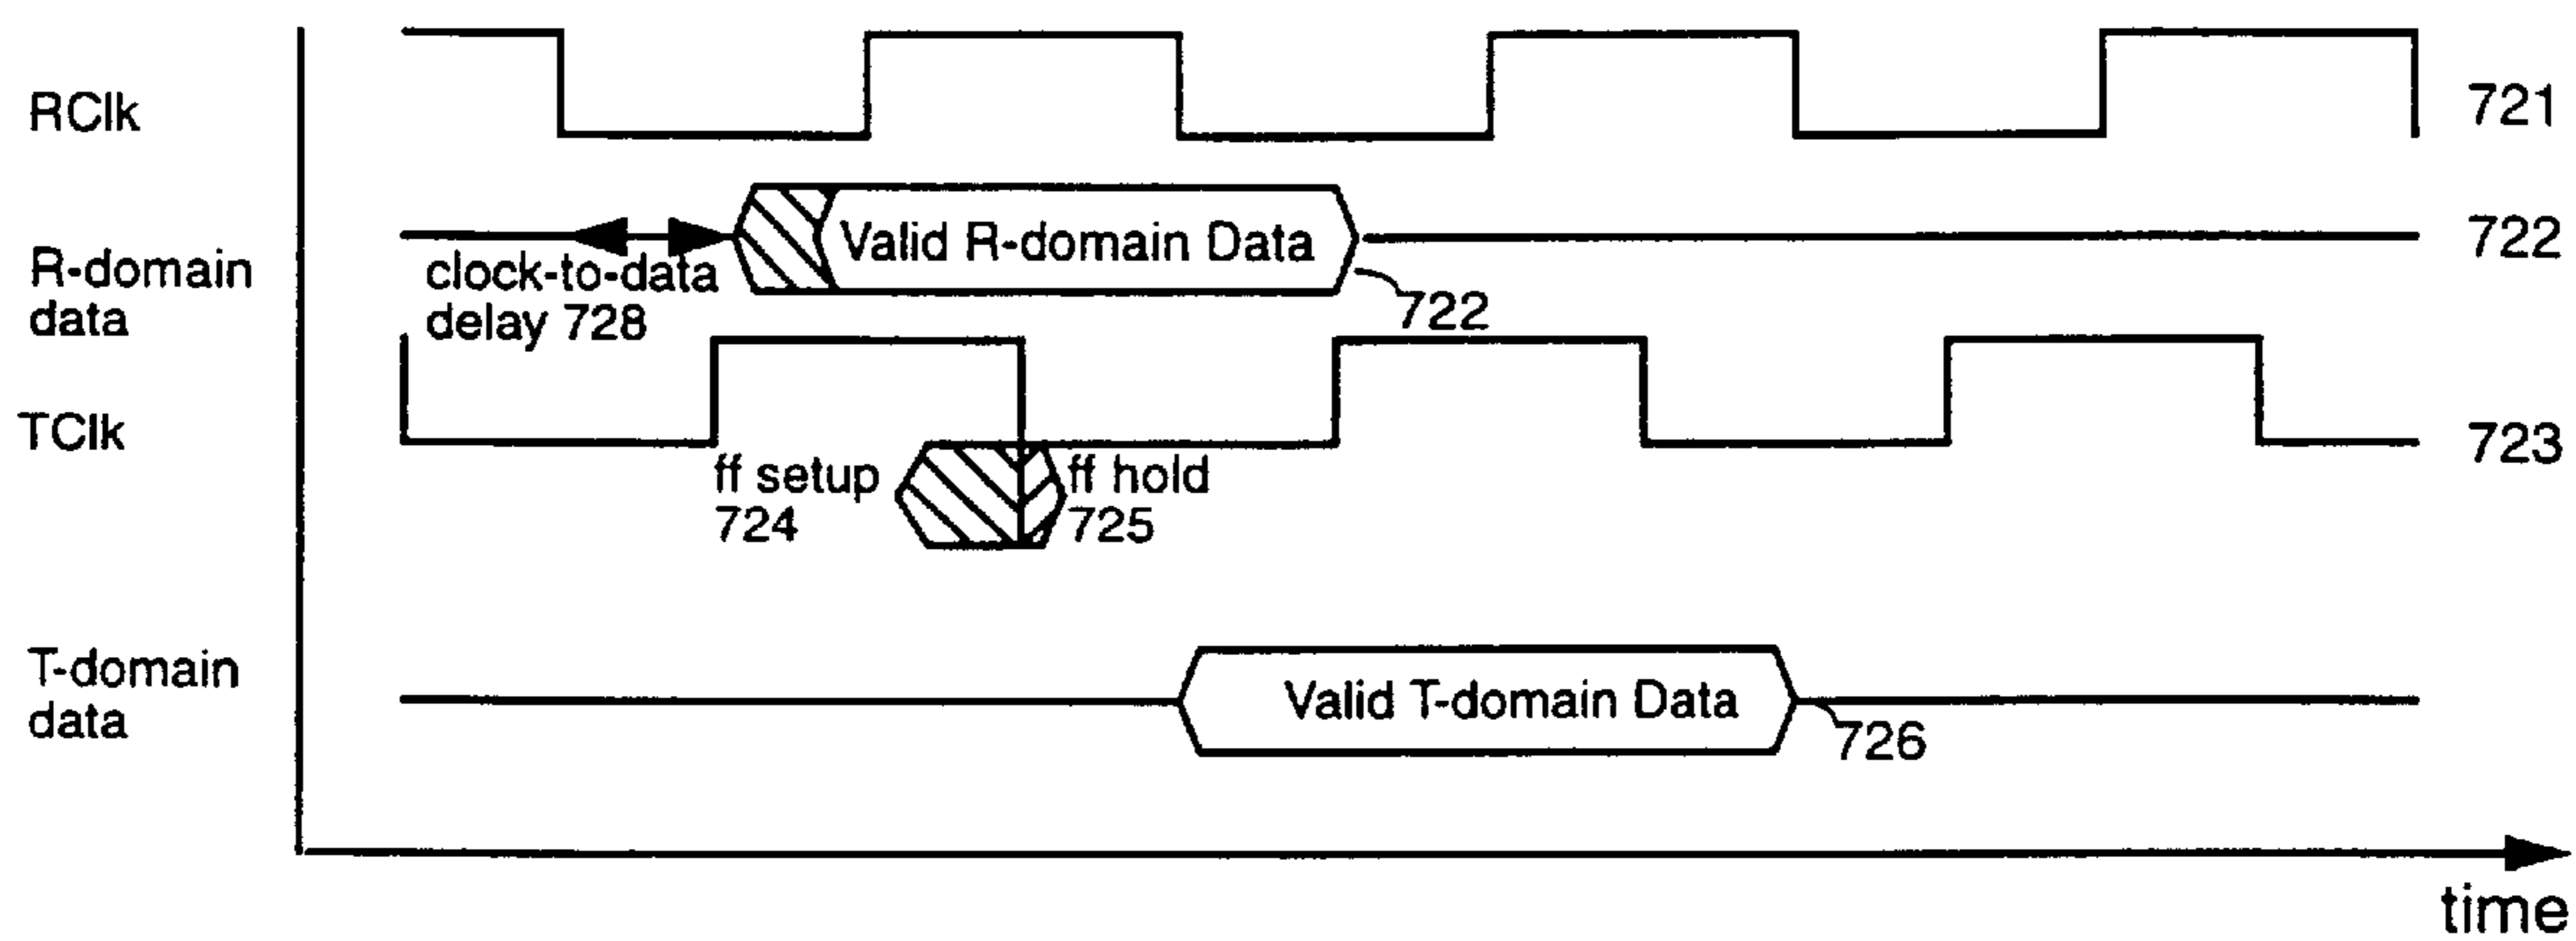 RClk
721
R-domain
data
clock-to-data
delay 728
Valid R-domain Data
722
722
TClk
723
ff setup
724
ff hold
725
T-domain
data
Valid T-domain Data
726
time